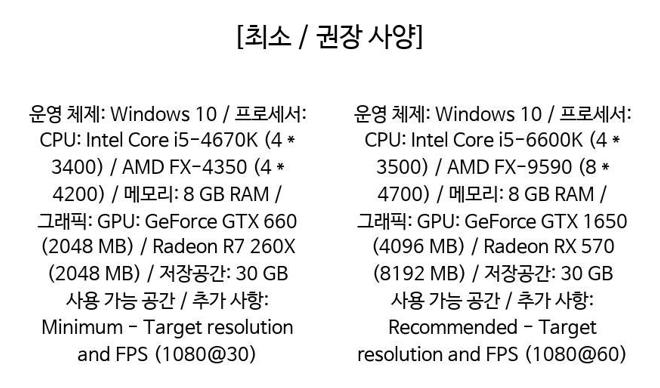 [최소 / 권장 사양]
운영 체제: Windows 10 / 프로세서:
CPU: Intel Core i5-4670K (4 *
3400) / AMD FX-4350 (4 *
4200) / 메모리: 8 GB RAM /
그래픽: GPU: GeForce GTX 660
(2048 MB) / Radeon R7 260X
(2048 MB) / 저장공간: 30 GB
사용 가능 공간 / 추가 사항:
Minimum - Target resolution
and FPS (1080@30)
운영 체제: Windows 10 / 프로세서:
CPU: Intel Core i5-6600K (4 *
3500) / AMD FX-9590 (8 *
4700) / 메모리: 8 GB RAM /
그래픽: GPU: GeForce GTX 1650
(4096 MB) / Radeon RX 570
(8192 MB) / 저장공간: 30 GB
사용 가능 공간 / 추가 사항:
Recommended - Target
resolution and FPS (1080@60)